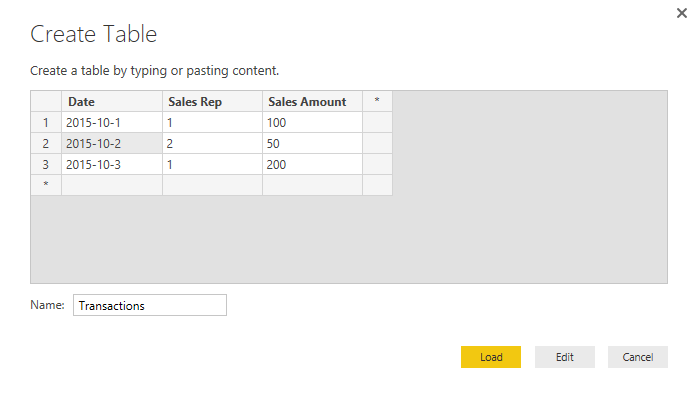 Create Table
Create a table by typing or pasting content.
Date Sales Rep Sales Amount *
1 2015-10-1 1 100
2 2015-10-2 2 50
3 2015-10-3 1 200
*
Name: Transactions
Load Edit Cancel